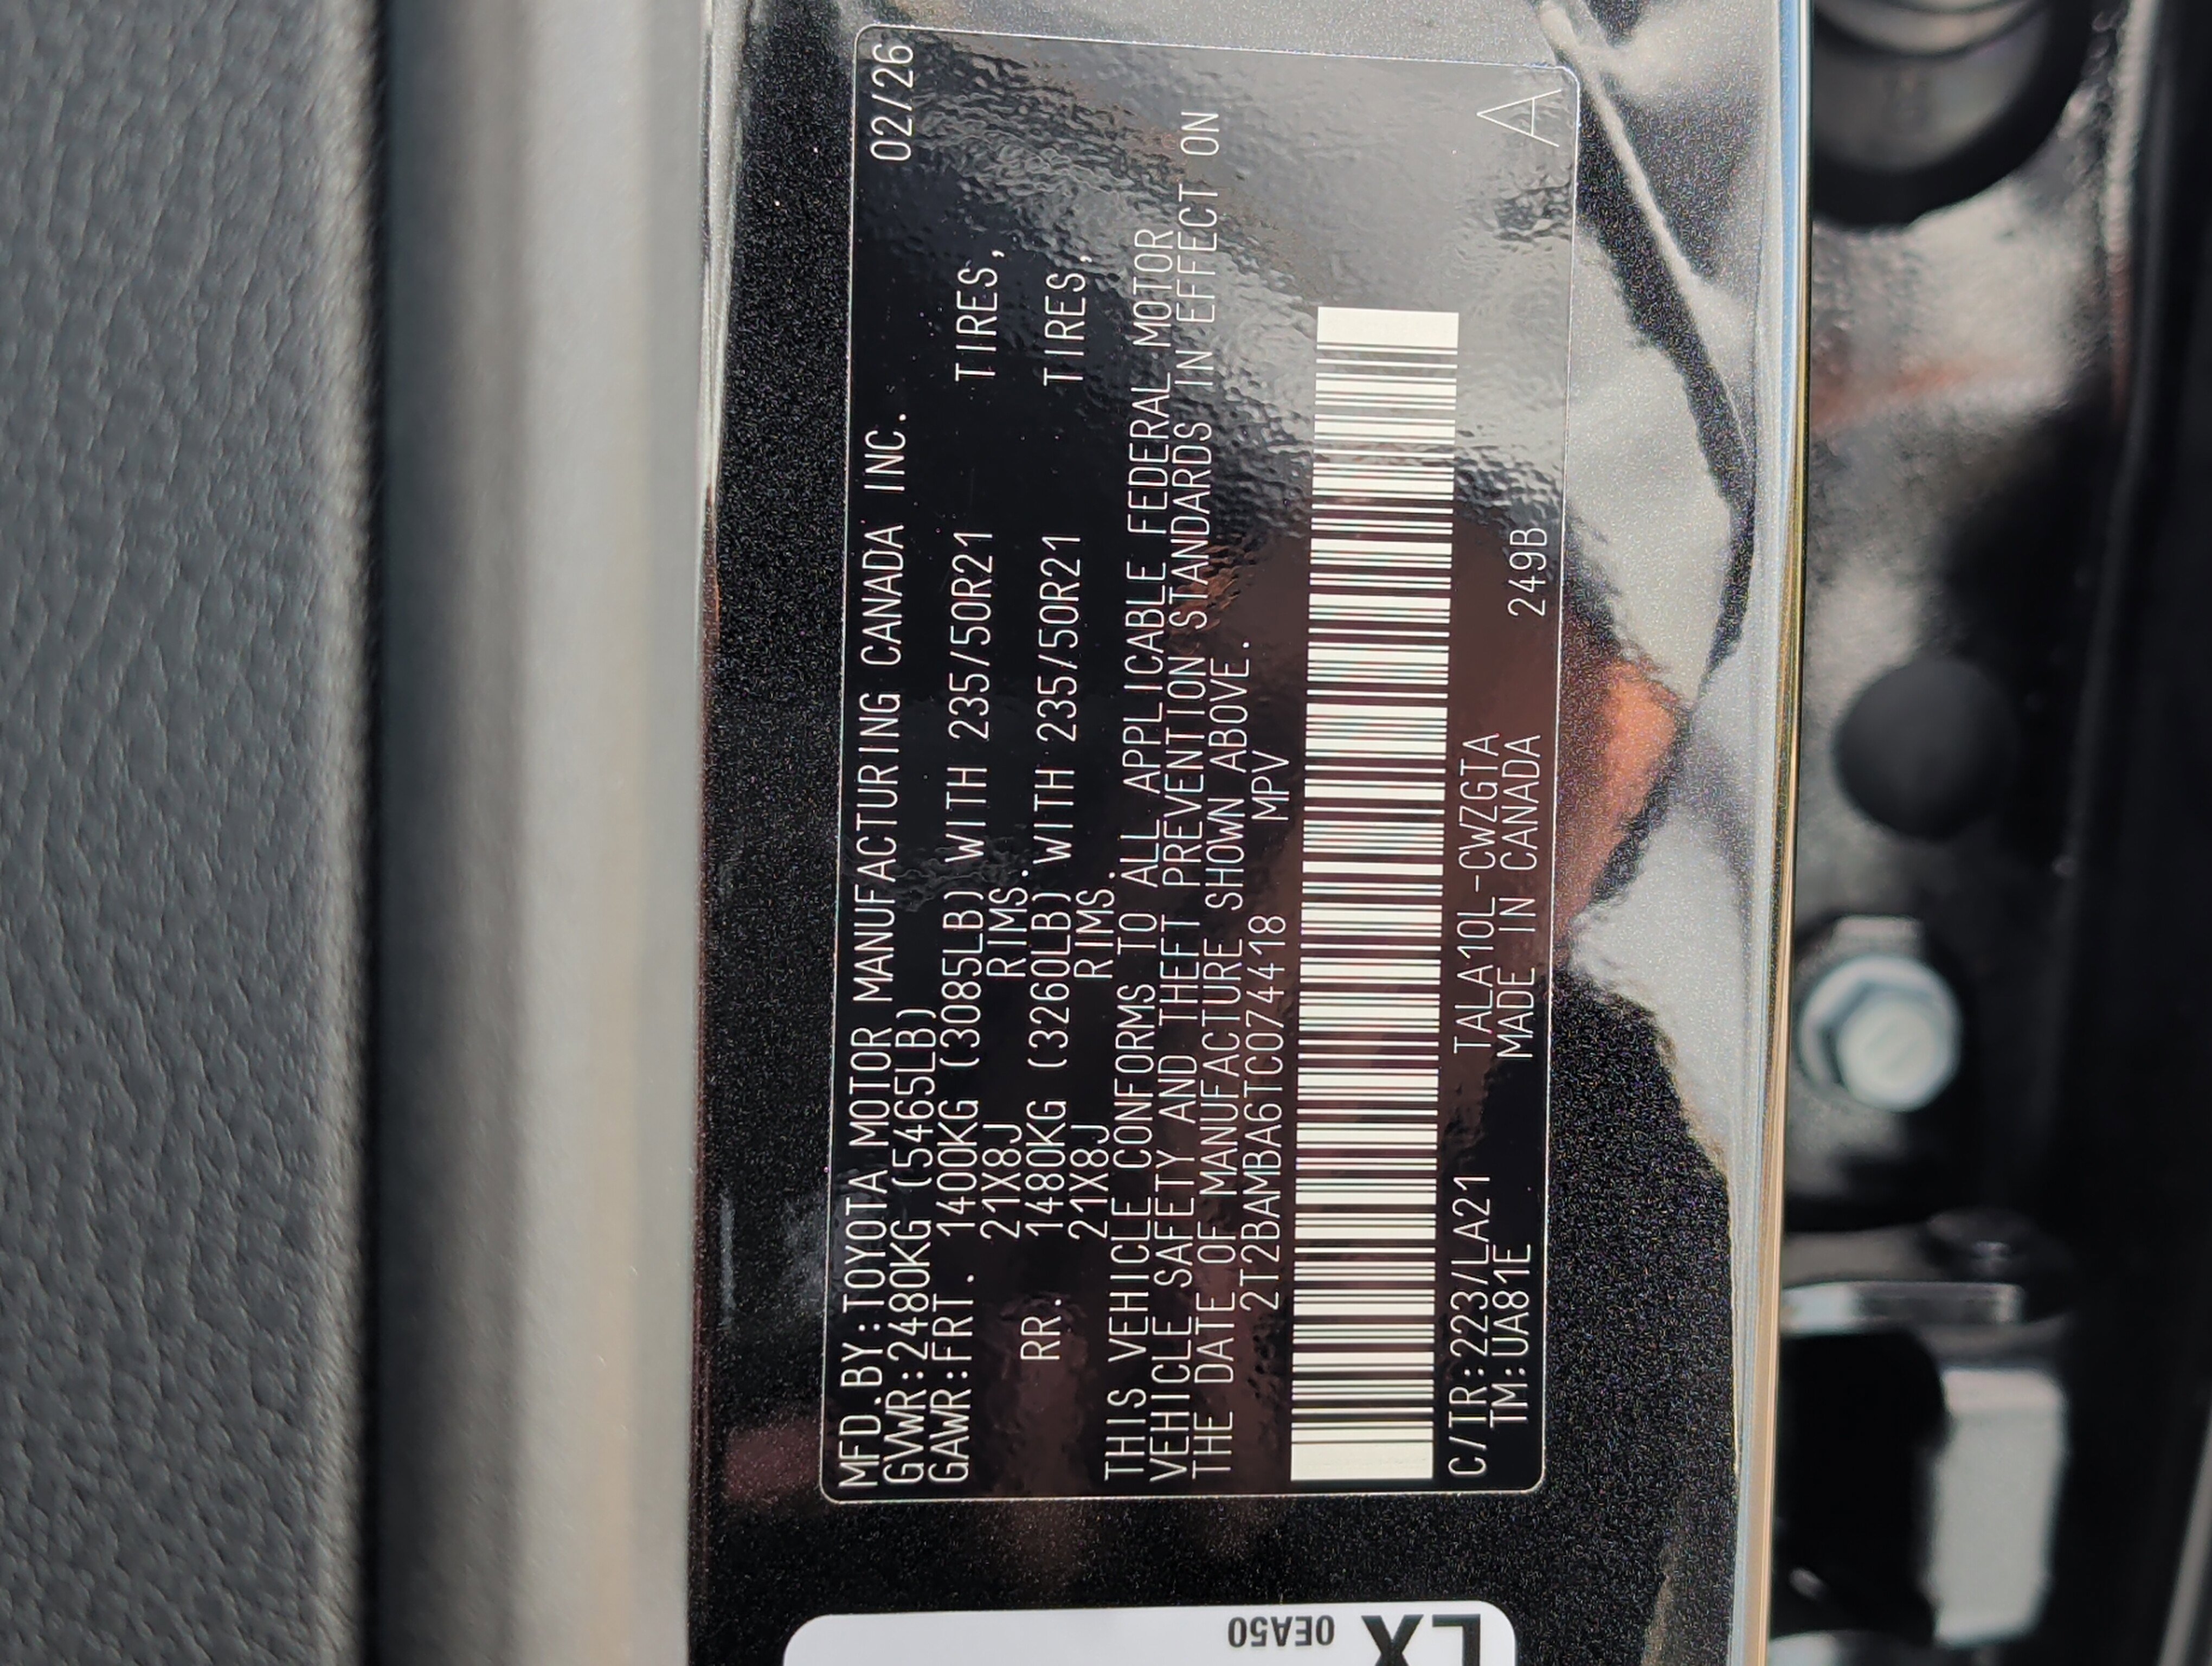 MFD.BY:TOYOTA MOTOR MANUFACTURING CANADA INC. 02/26
GVWR:2480KG (5465LB)
GAWR:FRT. 1400KG (3085LB) WITH 235/50R21 TIRES,
21X8J RIMS.
RR. 1480KG (3260LB) WITH 235/50R21 TIRES,
21X8J RIMS.
THIS VEHICLE CONFORMS TO ALL APPLICABLE FEDERAL MOTOR
VEHICLE SAFETY AND THEFT PREVENTION STANDARDS IN EFFECT ON
THE DATE OF MANUFACTURE SHOWN ABOVE.
2T2BAMBA6TC074418 MPV
C/TR:223/LA21 TALA10L-CWZGTA
TM:UA81E MADE IN CANADA 249B A
0EA50
LX